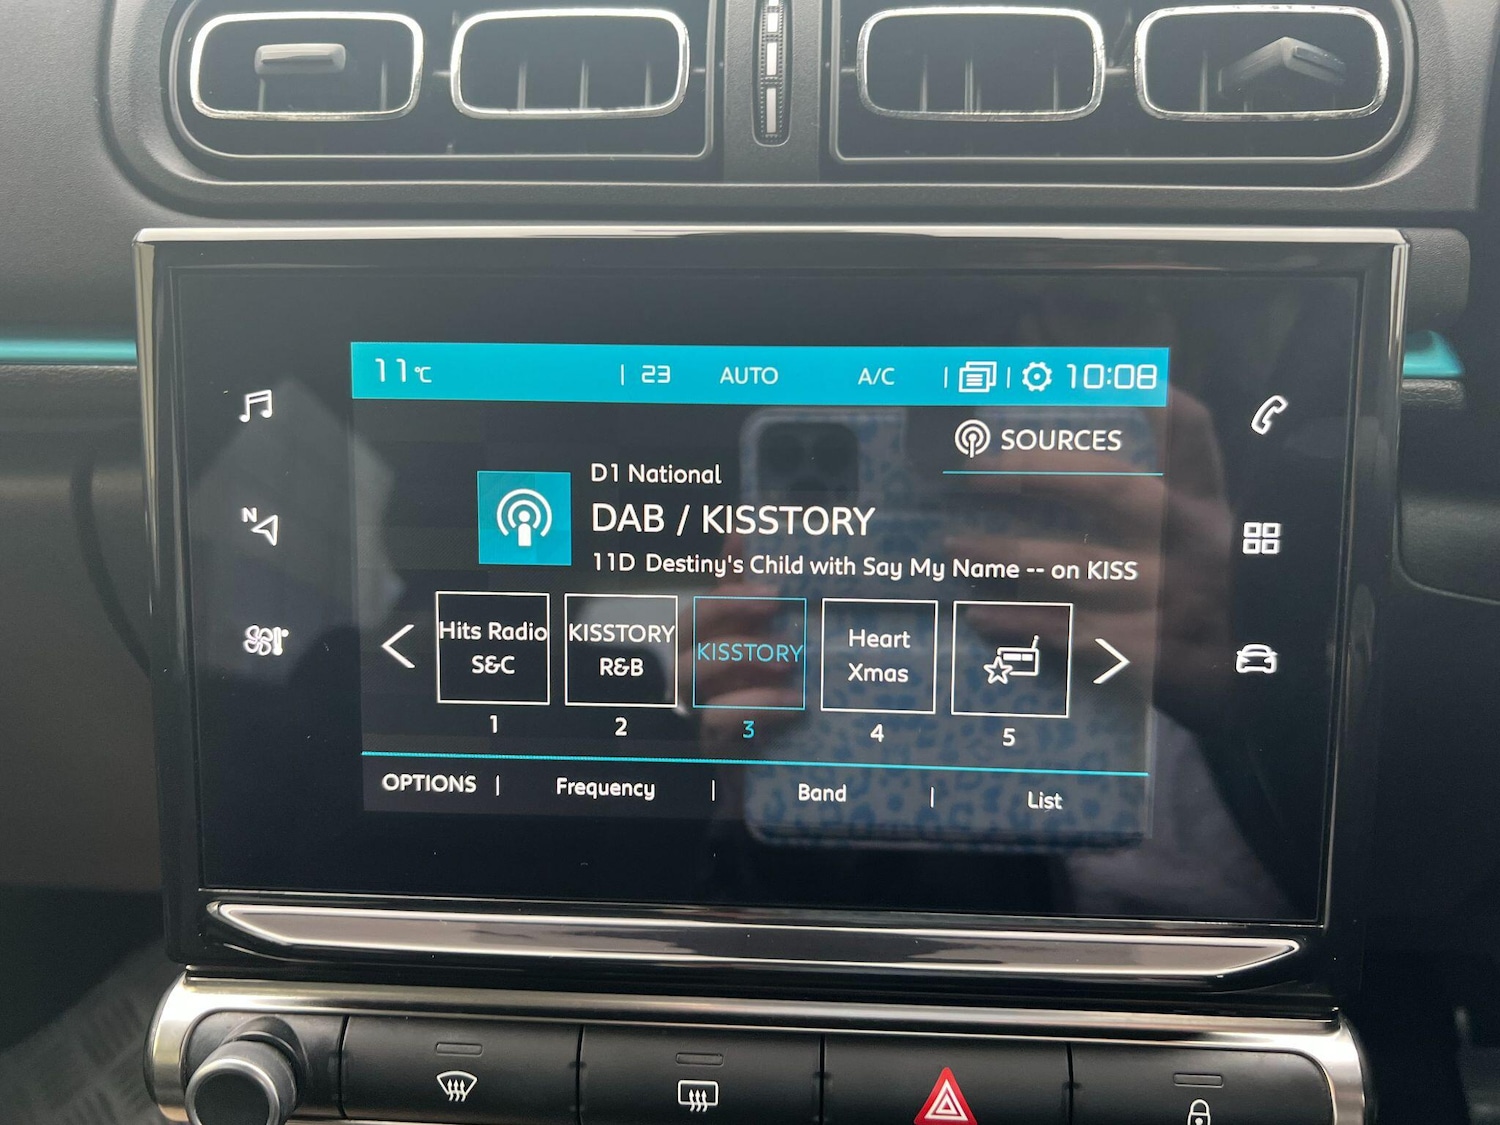 11°C | 23 AUTO A/C | | 10:08
SOURCES
D1 National
DAB / KISSTORY
11D Destiny's Child with Say My Name -- on KISS
N
Hits Radio
S&C
KISSTORY
R&B
KISSTORY
Heart
Xmas
1 2 3 4 5
OPTIONS | Frequency | Band | List